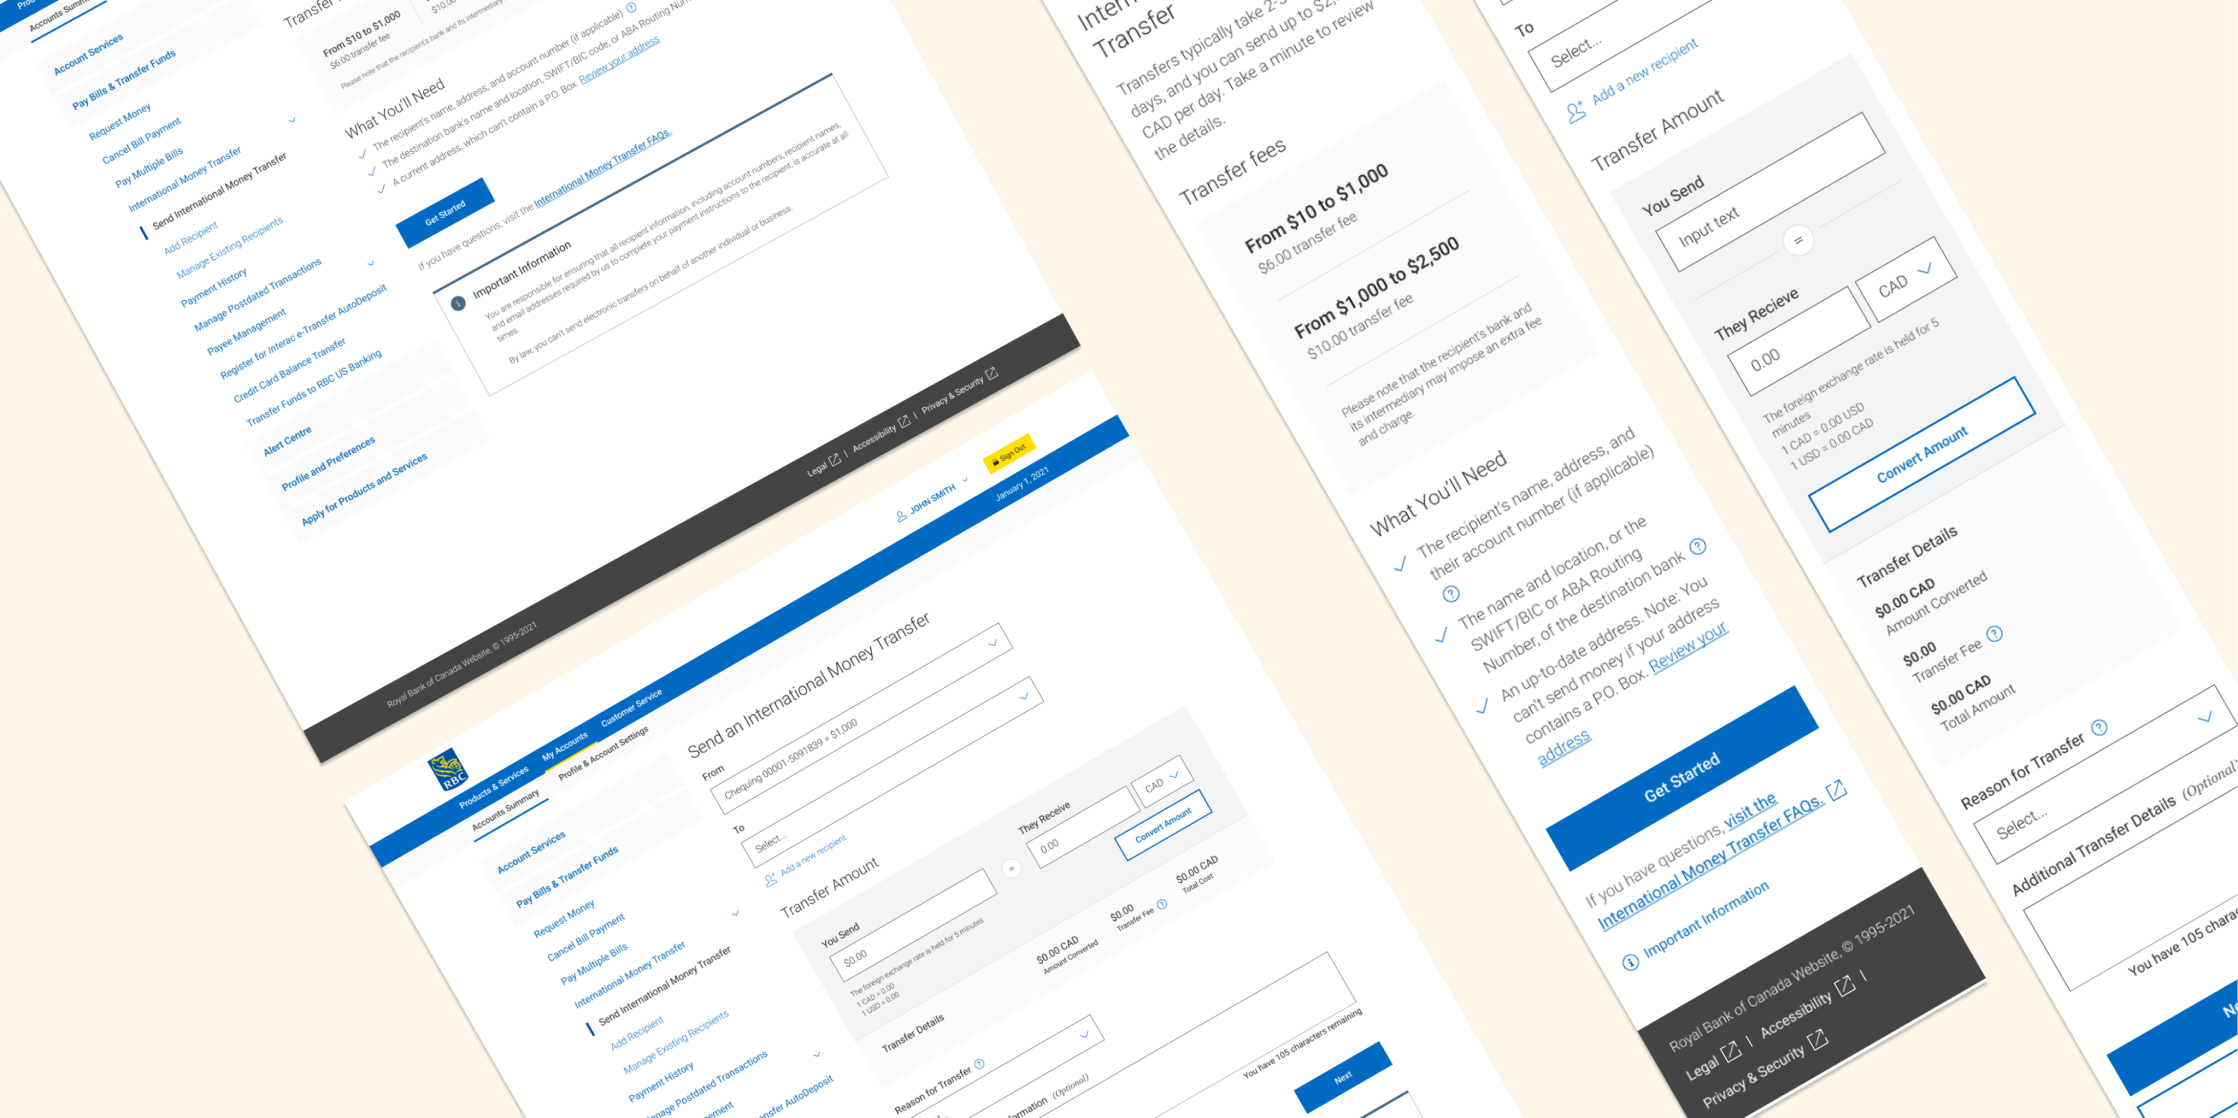 Accounts Summ
Account Services
Pay Bills & Transfer Funds
Request Money
Cancel Bill Payment
Pay Multiple Bills
International Money Transfer
Send International Money Transfer
Add Recipient
Manage Existing Recipients
Payment History
Manage Postdated Transactions
Payee Management
Register for Interac e-Transfer AutoDeposit
Credit Card Balance Transfer
Transfer Funds to RBC US Banking
Alert Centre
Profile and Preferences
Apply for Products and Services
Transfer
From $10 to $1,000
$6.00 transfer fee
$10.00
Please note that the recipient's bank and its intermediary
What You'll Need
The recipient's name, address, and account number (if applicable)
The destination bank's name and location, SWIFT/BIC code, or ABA Routing Num
A current address, which can't contain a P.O. Box. Review your address
Get Started
If you have questions, visit the International Money Transfer FAQs.
Important Information
You are responsible for ensuring that all recipient information, including account numbers, recipient names,
and email addresses required by us to complete your payment instructions to the recipient, is accurate at all
times.
By law, you can't send electronic transfers on behalf of another individual or business.
Royal Bank of Canada Website, © 1995-2021
Legal | Accessibility | Privacy & Security
RBC
JOHN SMITH
Sign Out
Products & Services
My Accounts
Customer Service
January 1, 2021
Accounts Summary
Profile & Account Settings
Account Services
Pay Bills & Transfer Funds
Request Money
Cancel Bill Payment
Pay Multiple Bills
International Money Transfer
Send International Money Transfer
Add Recipient
Manage Existing Recipients
Payment History
anage Postdated Transactions
ement
nsfer AutoDeposit
Send an International Money Transfer
From
Chequing 00001-5091839 = $1,000
To
Select...
Add a new recipient
Transfer Amount
You Send
$0.00
=
They Receive
0.00
CAD
Convert Amount
The foreign exchange rate is held for 5 minutes
1 CAD = 0.00
1 USD = 0.00
Transfer Details
$0.00 CAD
Amount Converted
$0.00
Transfer Fee
$0.00 CAD
Total Cost
Reason for Transfer
ormation (Optional)
You have 105 characters remaining
Next
Intern
Transfer
Transfers typically take 2-5
days, and you can send up to $2,
CAD per day. Take a minute to review
the details.
Transfer fees
From $10 to $1,000
$6.00 transfer fee
From $1,000 to $2,500
$10.00 transfer fee
Please note that the recipient's bank and
its intermediary may impose an extra fee
and charge.
What You'll Need
The recipient's name, address, and
their account number (if applicable)
The name and location, or the
SWIFT/BIC or ABA Routing
Number, of the destination bank
An up-to-date address. Note: You
can't send money if your address
contains a P.O. Box. Review your
address
Get Started
If you have questions, visit the
International Money Transfer FAQs.
Important Information
Royal Bank of Canada Website, © 1995-2021
Legal | Accessibility |
Privacy & Security
To
Select...
Add a new recipient
Transfer Amount
You Send
Input text
=
They Recieve
0.00
CAD
The foreign exchange rate is held for 5
minutes
1 CAD = 0.00 USD
1 USD = 0.00 CAD
Convert Amount
Transfer Details
$0.00 CAD
Amount Converted
$0.00
Transfer Fee
$0.00 CAD
Total Amount
Reason for Transfer
Select...
Additional Transfer Details (Optional)
You have 105 charac
Ne